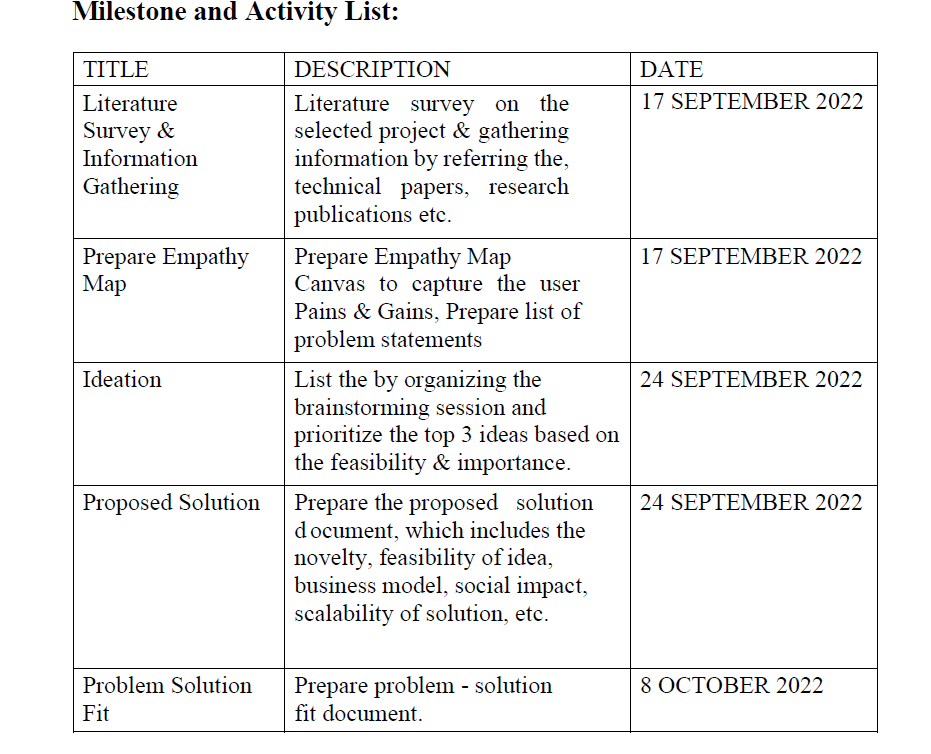 Milestone and Activity List:
TITLE
DESCRIPTION
DATE
Literature
Survey &
Information
Gathering
Literature survey on the
selected project & gathering
information by referring the,
technical papers, research
publications etc.
17 SEPTEMBER 2022
Prepare Empathy
Map
Prepare Empathy Map
Canvas to capture the user
Pains & Gains, Prepare list of
problem statements
17 SEPTEMBER 2022
Ideation
List the by organizing the
brainstorming session and
prioritize the top 3 ideas based on
the feasibility & importance.
24 SEPTEMBER 2022
Proposed Solution
Prepare the proposed solution
document, which includes the
novelty, feasibility of idea,
business model, social impact,
scalability of solution, etc.
24 SEPTEMBER 2022
Problem Solution
Fit
Prepare problem - solution
fit document.
8 OCTOBER 2022